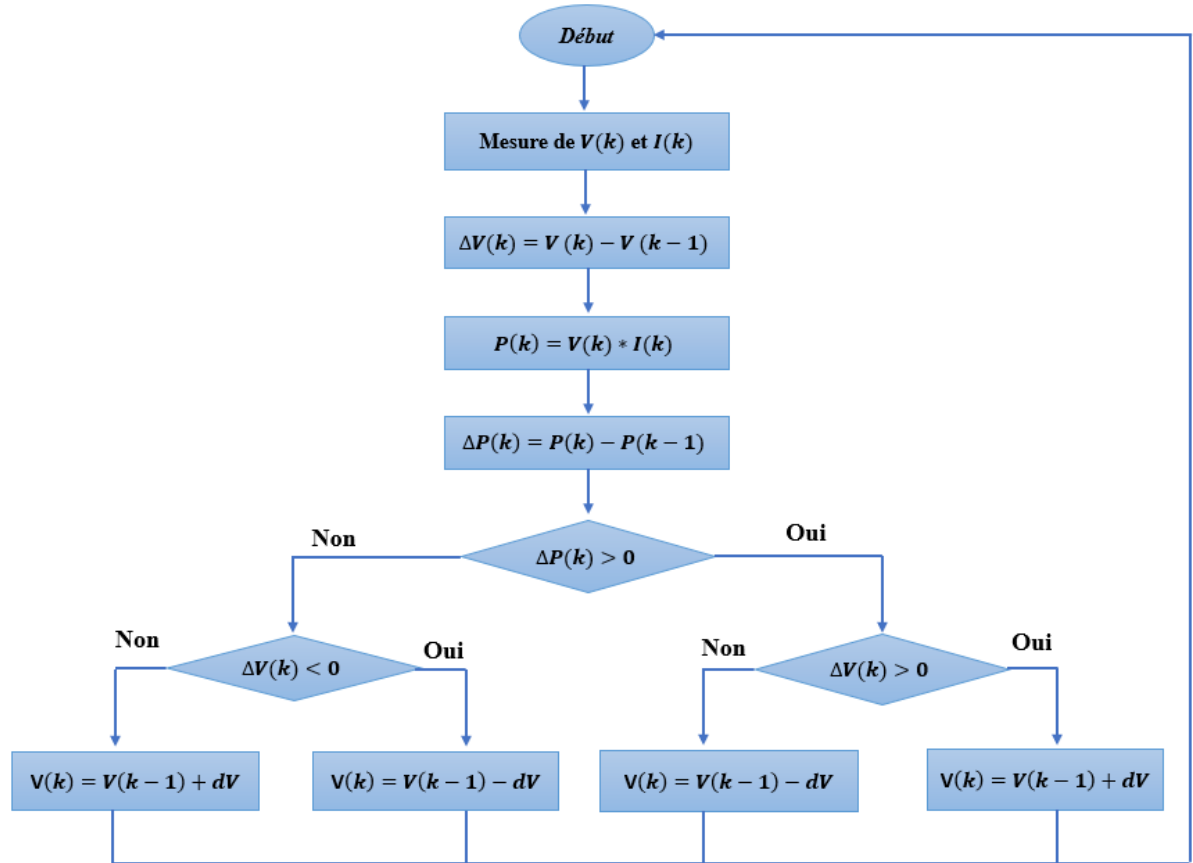 Début
Mesure de V(k) et I(k)
ΔV(k) = V (k) − V (k − 1)
P(k) = V(k) ∗ I(k)
ΔP(k) = P(k) − P(k − 1)
Non
Oui
ΔP(k) > 0
Non
Oui
Non
Oui
ΔV(k) < 0
ΔV(k) > 0
V(k) = V(k − 1) + dV
V(k) = V(k − 1) − dV
V(k) = V(k − 1) − dV
V(k) = V(k − 1) + dV